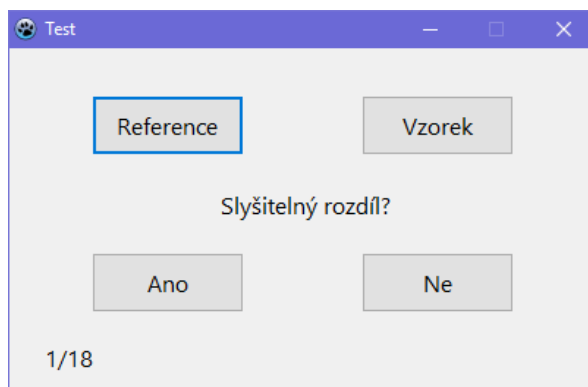 Test
Reference Vzorek
Slyšitelný rozdíl?
Ano Ne
1/18